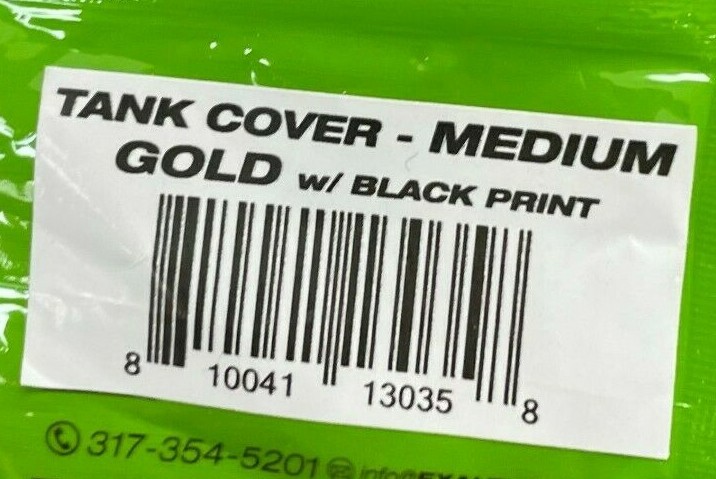 TANK COVER - MEDIUM
GOLD w/ BLACK PRINT
8 10041 13035 8
317-354-5201